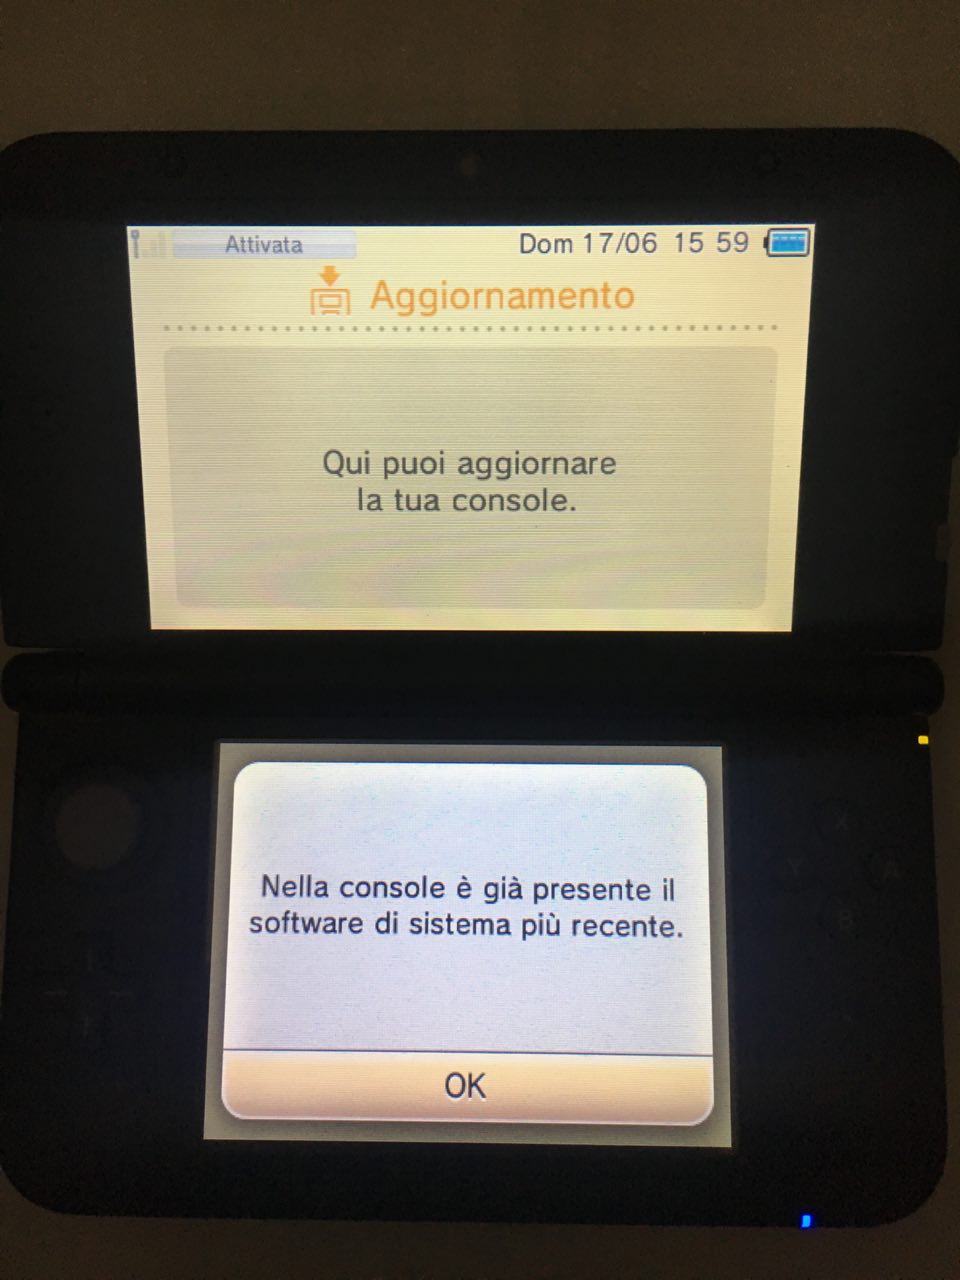 Attivata
Dom 17/06 15 59
Aggiornamento
Qui puoi aggiornare
la tua console.
X
Y
A
B
Nella console è già presente il
software di sistema più recente.
OK